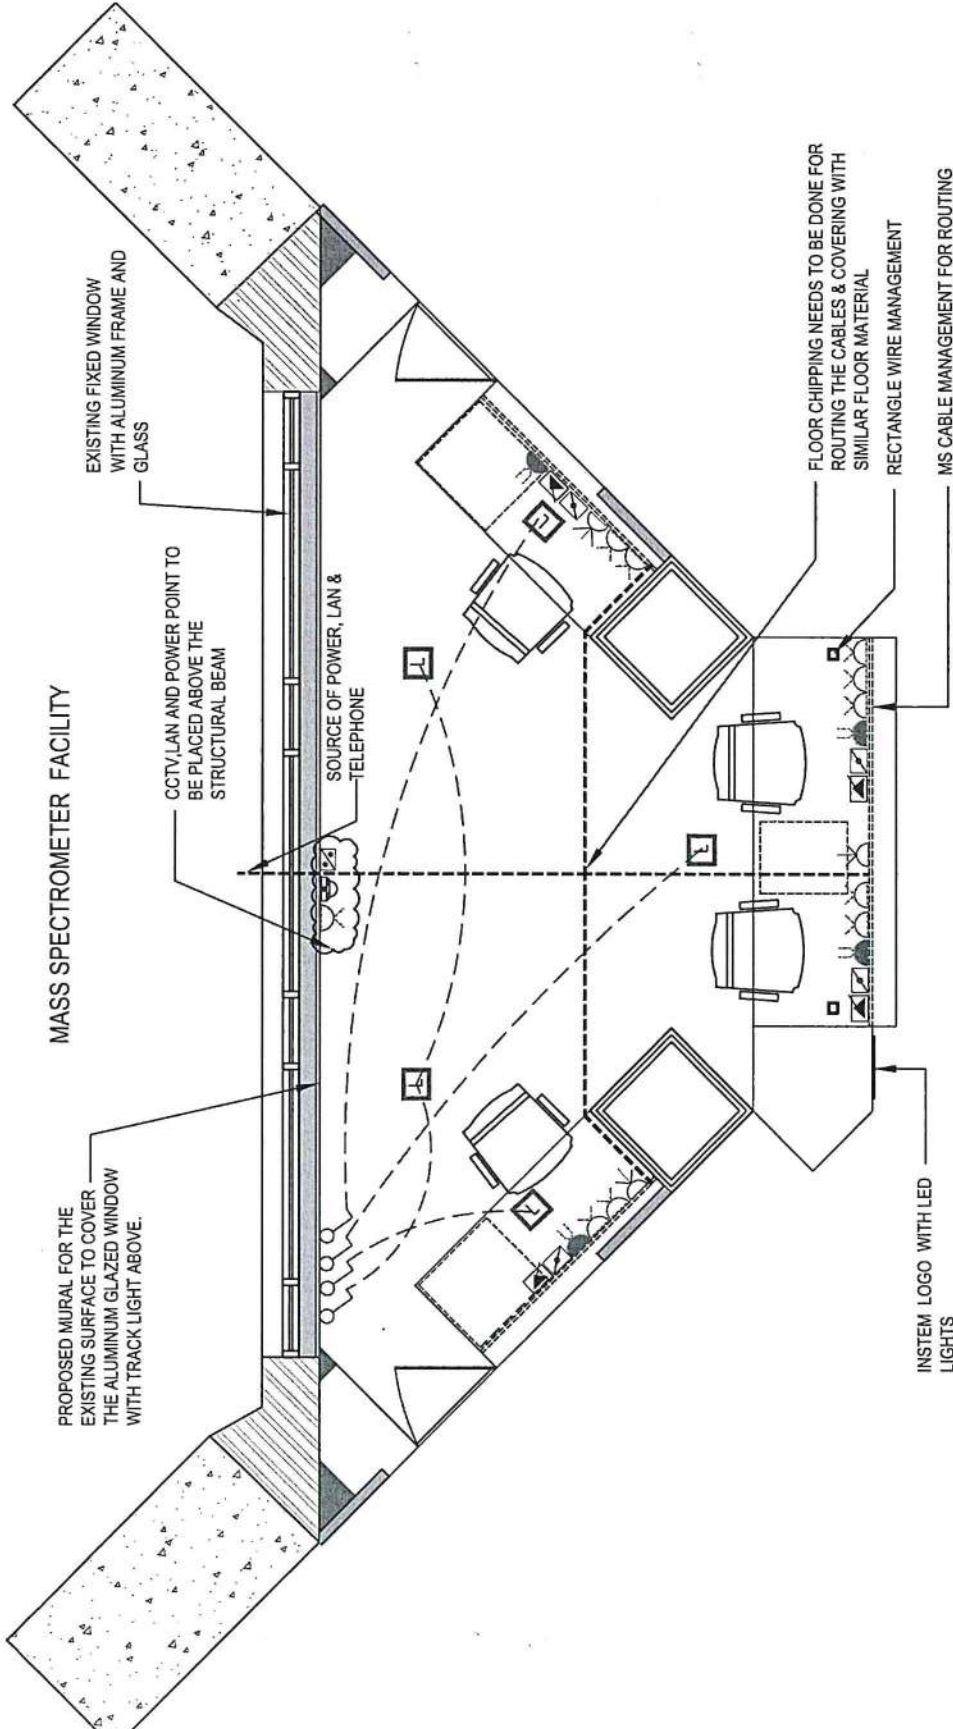 MASS SPECTROMETER FACILITY
PROPOSED MURAL FOR THE
EXISTING SURFACE TO COVER
THE ALUMINUM GLAZED WINDOW
WITH TRACK LIGHT ABOVE.
CCTV,LAN AND POWER POINT TO
BE PLACED ABOVE THE
STRUCTURAL BEAM
EXISTING FIXED WINDOW
WITH ALUMINUM FRAME AND
GLASS
SOURCE OF POWER, LAN &
TELEPHONE
FLOOR CHIPPING NEEDS TO BE DONE FOR
ROUTING THE CABLES & COVERING WITH
SIMILAR FLOOR MATERIAL
RECTANGLE WIRE MANAGEMENT
MS CABLE MANAGEMENT FOR ROUTING
INSTEM LOGO WITH LED
LIGHTS